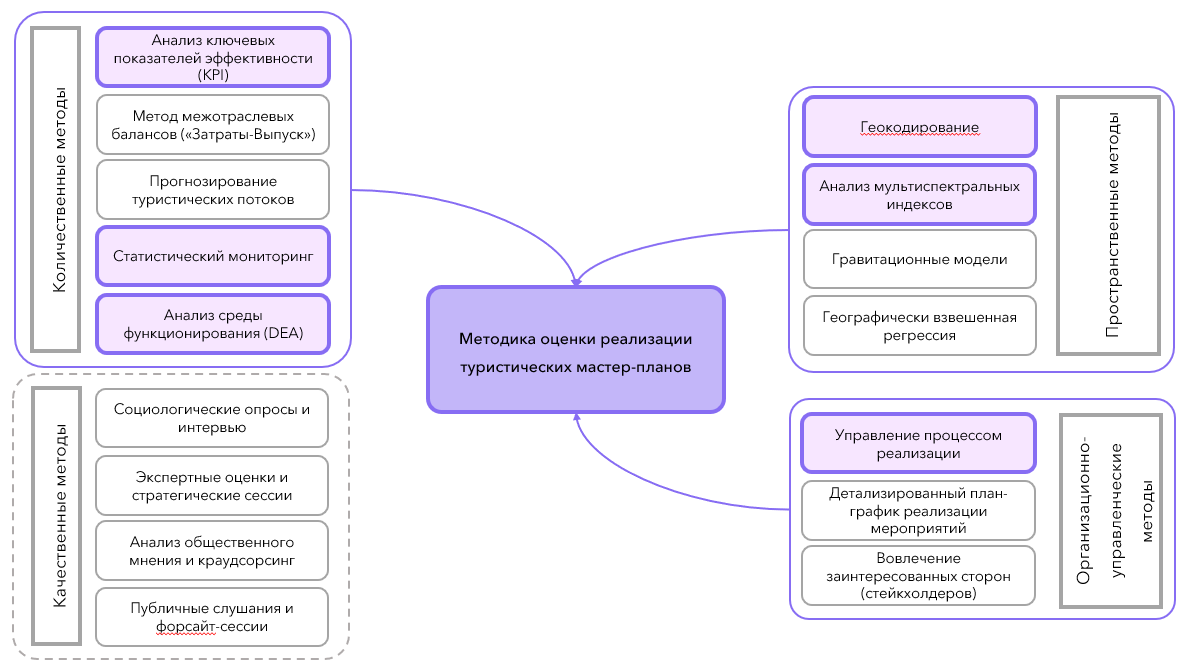 Количественные методы
Анализ ключевых
показателей эффективности
(KPI)
Метод межотраслевых
балансов («Затраты-Выпуск»)
Прогнозирование
туристических потоков
Статистический мониторинг
Анализ среды
функционирования (DEA)
Качественные методы
Социологические опросы и
интервью
Экспертные оценки и
стратегические сессии
Анализ общественного
мнения и краудсорсинг
Публичные слушания и
форсайт-сессии
Методика оценки реализации
туристических мастер-планов
Геокодирование
Анализ мультиспектральных
индексов
Гравитационные модели
Географически взвешенная
регрессия
Пространственные методы
Управление процессом
реализации
Детализированный план-
график реализации
мероприятий
Вовлечение
заинтересованных сторон
(стейкхолдеров)
Организационно-
управленческие
методы